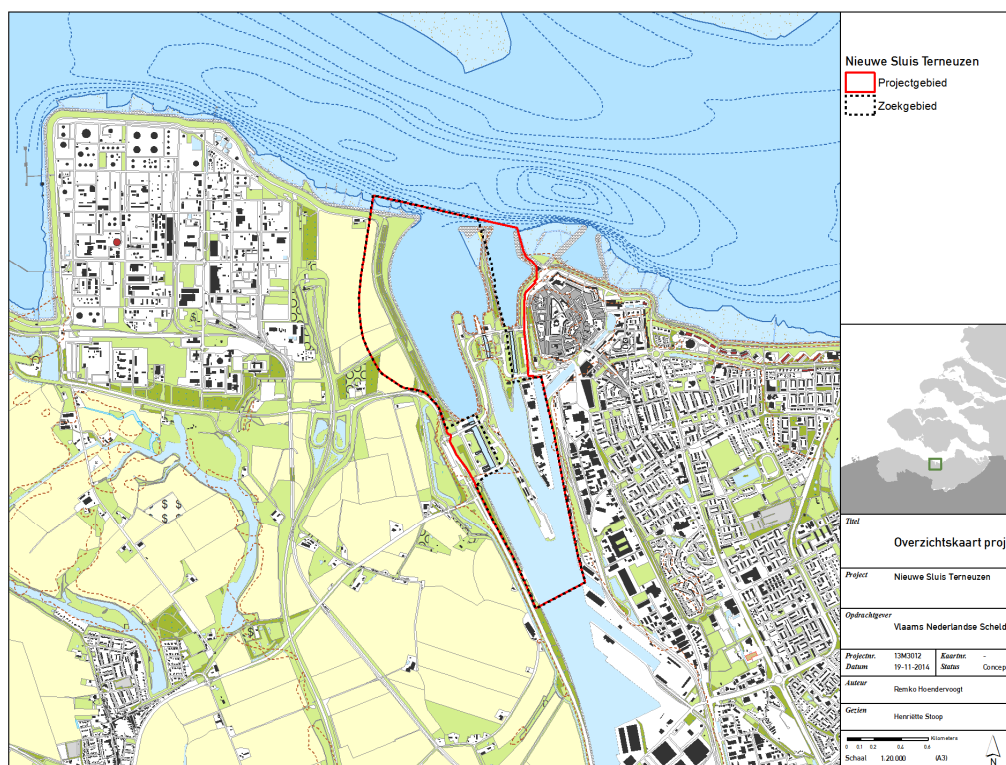 Nieuwe Sluis Terneuzen
Projectgebied
Zoekgebied
Titel
Overzichtskaart proj
Project Nieuwe Sluis Terneuzen
Opdrachtgever
Vlaams Nederlandse Scheld
Projectnr. 13M3012 Kaartnr. -
Datum 19-11-2014 Status Concep
Auteur
Remko Hoendervoogt
Gezien
Henriëtte Stoop
Kilometers
0 0.1 0.2 0.4 0.6
Schaal 1:20.000 (A3) N